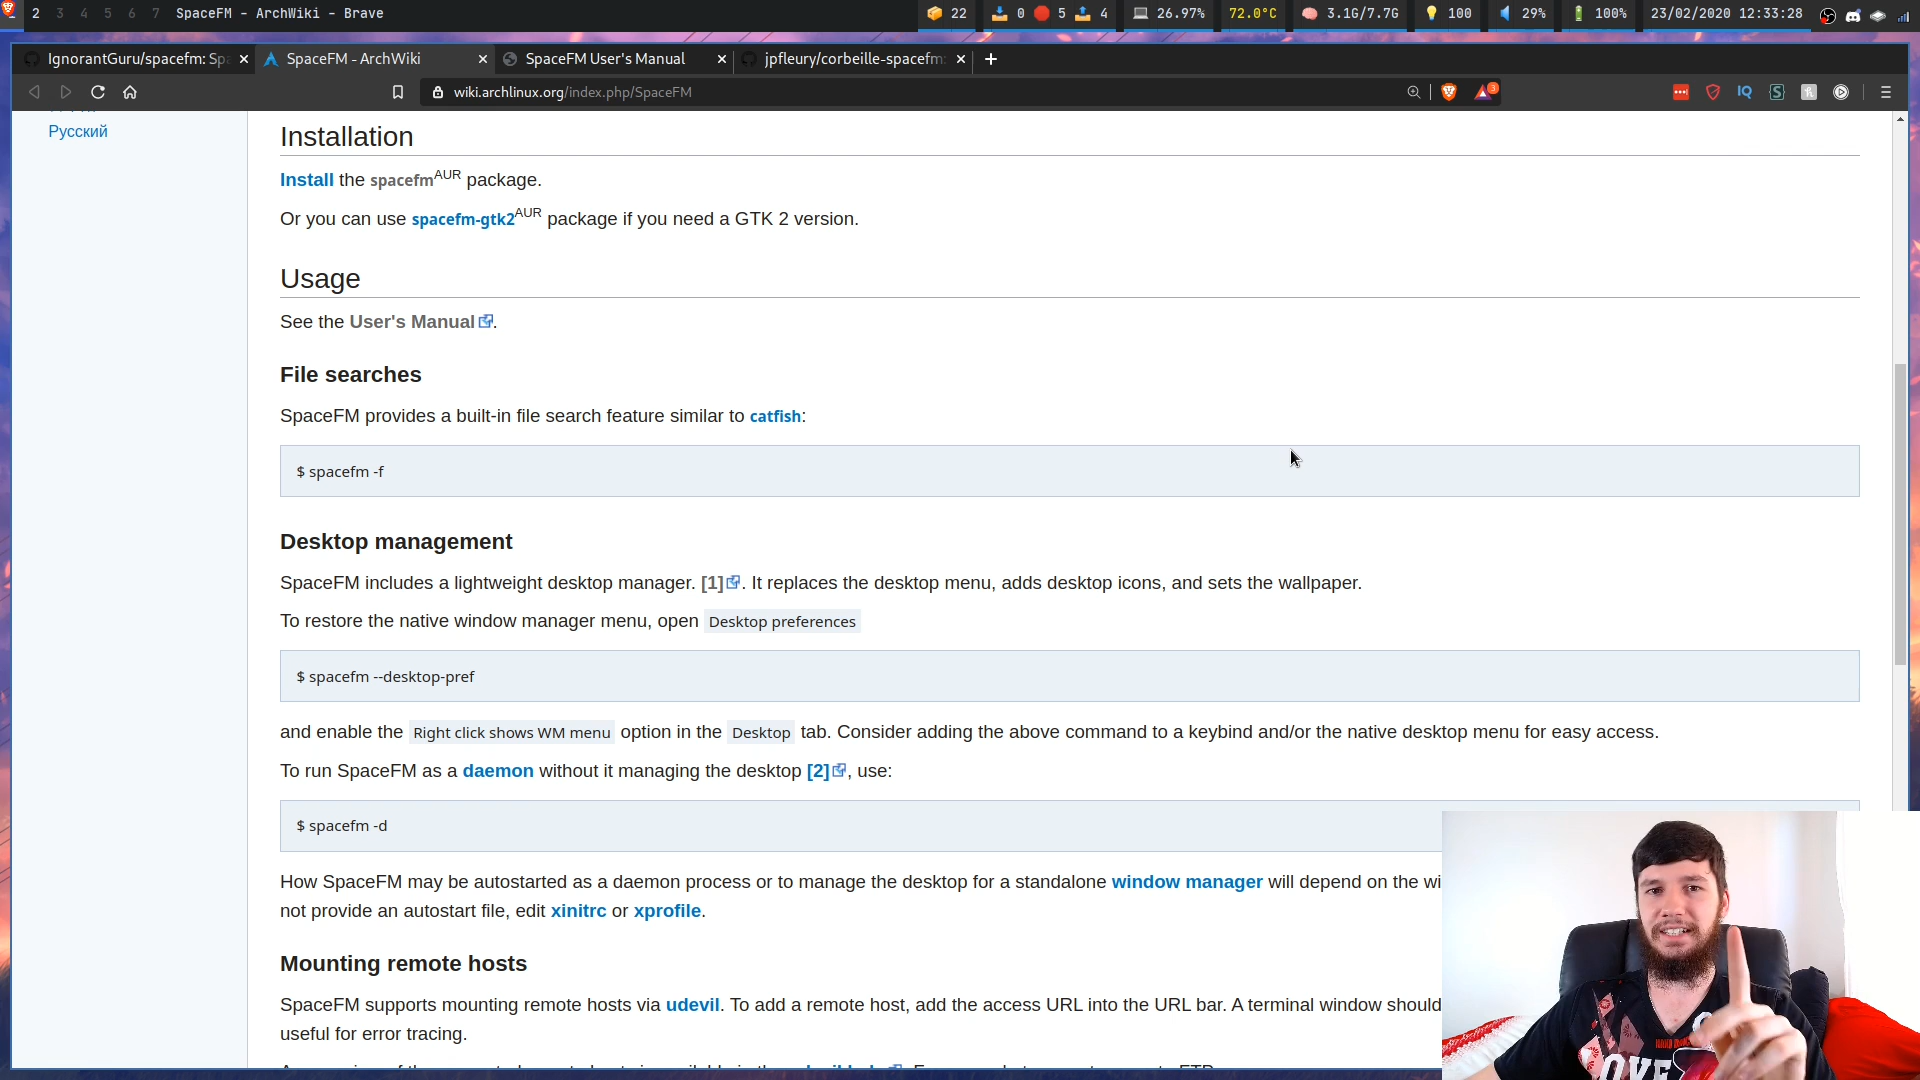 2 3 4 5 6 7 SpaceFM - ArchWiki - Brave 22 0 5 4 26.97% 72.0°C 3.1G/7.7G 100 29% 100% 23/02/2020 12:33:28
IgnorantGuru/spacefm: Spa SpaceFM - ArchWiki SpaceFM User's Manual jpfleury/corbeille-spacefm:
wiki.archlinux.org/index.php/SpaceFM 3 IQ
Русский
Installation
Install the spacefmAUR package.
Or you can use spacefm-gtk2AUR package if you need a GTK 2 version.
Usage
See the User's Manual.
File searches
SpaceFM provides a built-in file search feature similar to catfish:
$ spacefm -f
Desktop management
SpaceFM includes a lightweight desktop manager. [1]. It replaces the desktop menu, adds desktop icons, and sets the wallpaper.
To restore the native window manager menu, open Desktop preferences
$ spacefm --desktop-pref
and enable the Right click shows WM menu option in the Desktop tab. Consider adding the above command to a keybind and/or the native desktop menu for easy access.
To run SpaceFM as a daemon without it managing the desktop [2], use:
$ spacefm -d
How SpaceFM may be autostarted as a daemon process or to manage the desktop for a standalone window manager will depend on the wi
not provide an autostart file, edit xinitrc or xprofile.
Mounting remote hosts
SpaceFM supports mounting remote hosts via udevil. To add a remote host, add the access URL into the URL bar. A terminal window should
useful for error tracing.